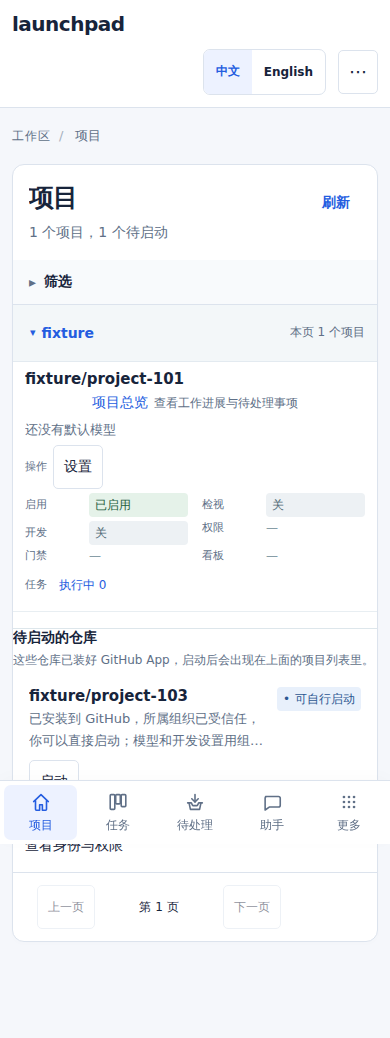 launchpad
中文 English ⋯
工作区 / 项目
项目
刷新
1 个项目，1 个待启动
▸ 筛选
▾ fixture 本页 1 个项目
fixture/project-101
项目总览 查看工作进展与待处理事项
还没有默认模型
操作 设置
启用 已启用 检视 关
开发 关 权限 —
门禁 — 看板 —
任务 执行中 0
待启动的仓库
这些仓库已装好 GitHub App，启动后会出现在上面的项目列表里。
fixture/project-103 • 可自行启动
已安装到 GitHub，所属组织已受信任，
你可以直接启动；模型和开发设置用组…
启动
项目 任务 待处理 助手 更多
查看身份与权限
上一页 第 1 页 下一页